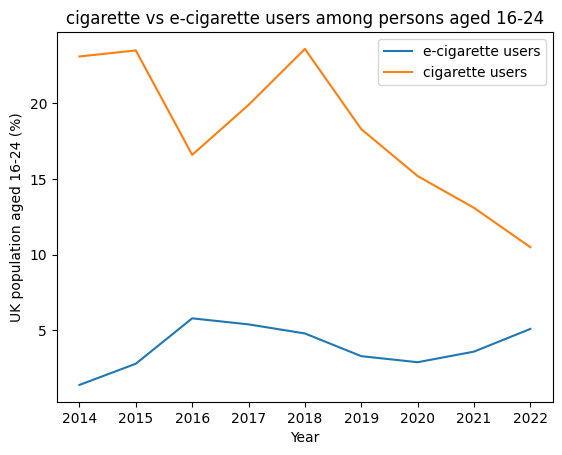 cigarette vs e-cigarette users among persons aged 16-24
e-cigarette users
cigarette users
UK population aged 16-24 (%)
20
15
10
5
2014 2015 2016 2017 2018 2019 2020 2021 2022
Year